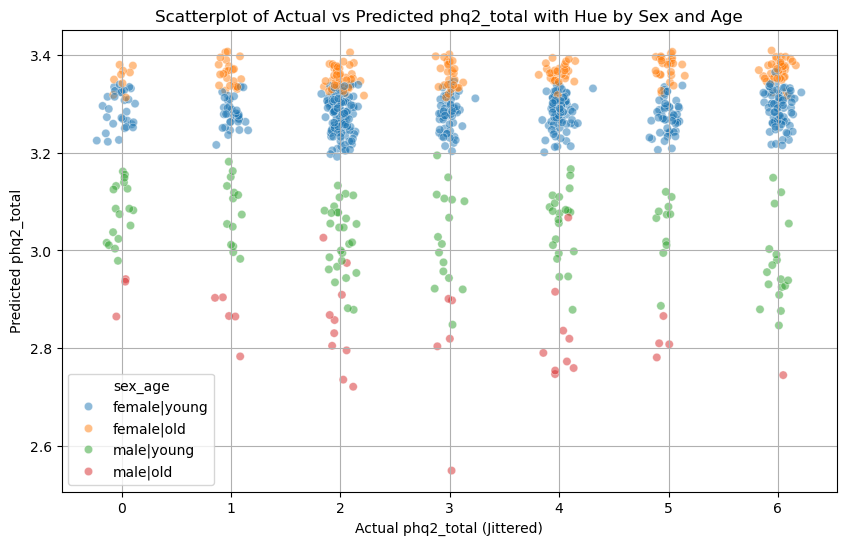 Scatterplot of Actual vs Predicted phq2_total with Hue by Sex and Age
Predicted phq2_total
3.4
3.2
3.0
2.8
2.6
sex_age
female|young
female|old
male|young
male|old
0 1 2 3 4 5 6
Actual phq2_total (Jittered)